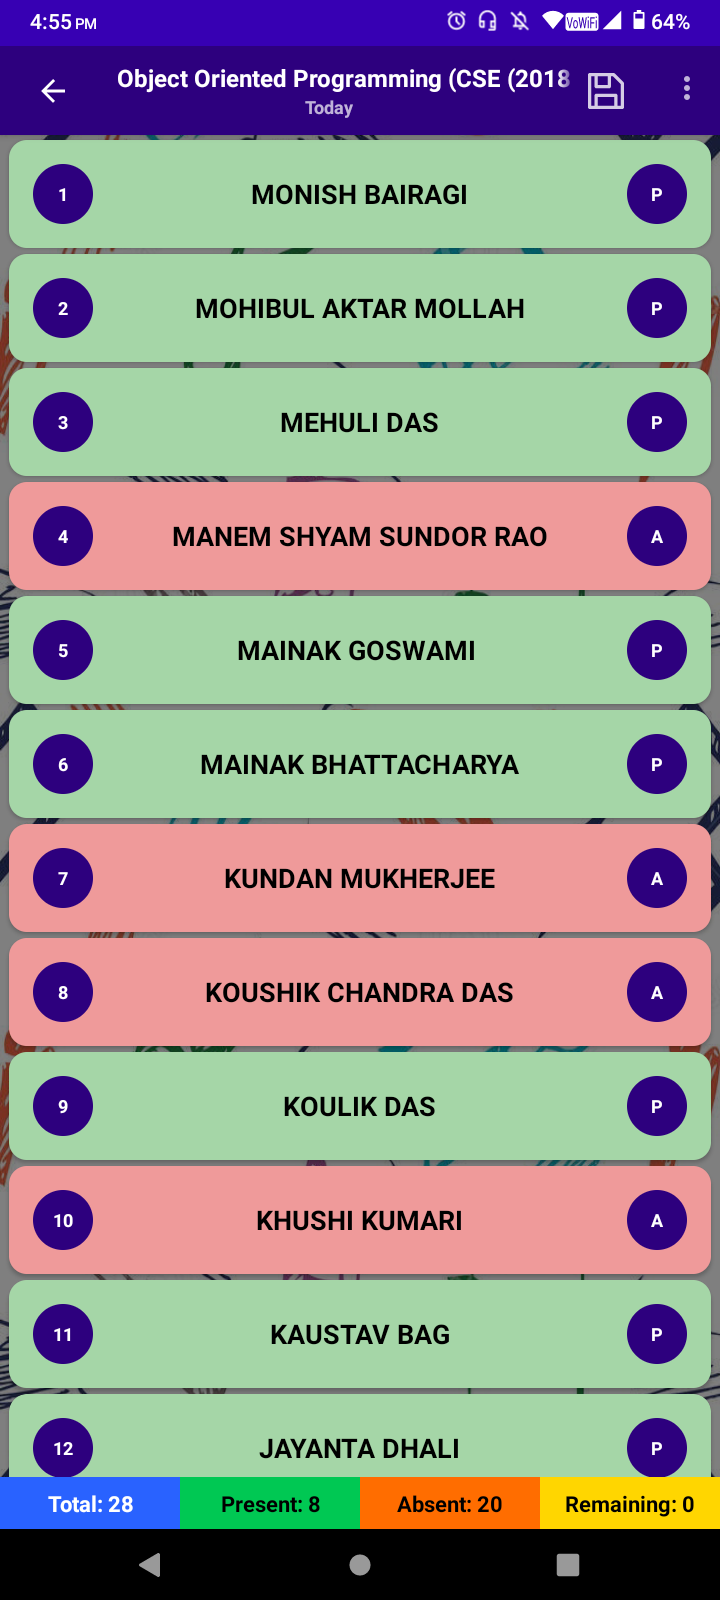 4:55 PM VoWiFi 64%
Object Oriented Programming (CSE (2018
Today
1 MONISH BAIRAGI P
2 MOHIBUL AKTAR MOLLAH P
3 MEHULI DAS P
4 MANEM SHYAM SUNDOR RAO A
5 MAINAK GOSWAMI P
6 MAINAK BHATTACHARYA P
7 KUNDAN MUKHERJEE A
8 KOUSHIK CHANDRA DAS A
9 KOULIK DAS P
10 KHUSHI KUMARI A
11 KAUSTAV BAG P
12 JAYANTA DHALI P
Total: 28 Present: 8 Absent: 20 Remaining: 0